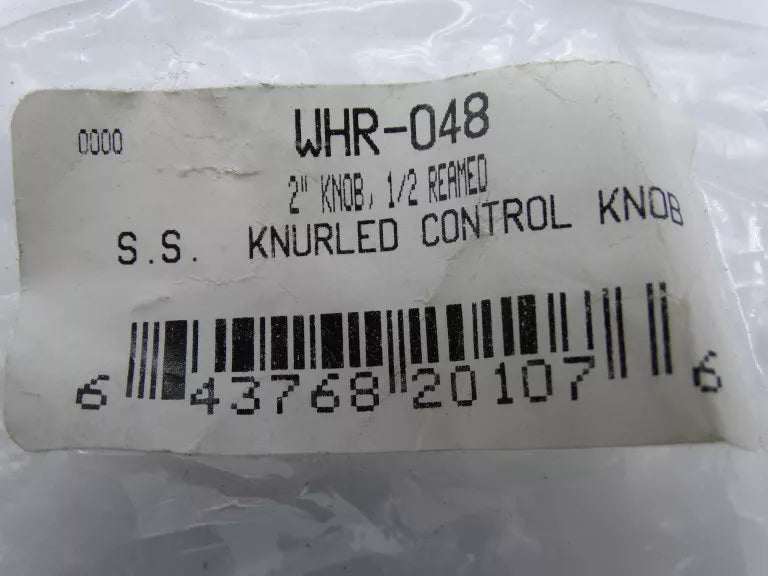 0000
WHR-048
2" KNOB, 1/2 REAMED
S.S. KNURLED CONTROL KNOB
6 43768 20107 6